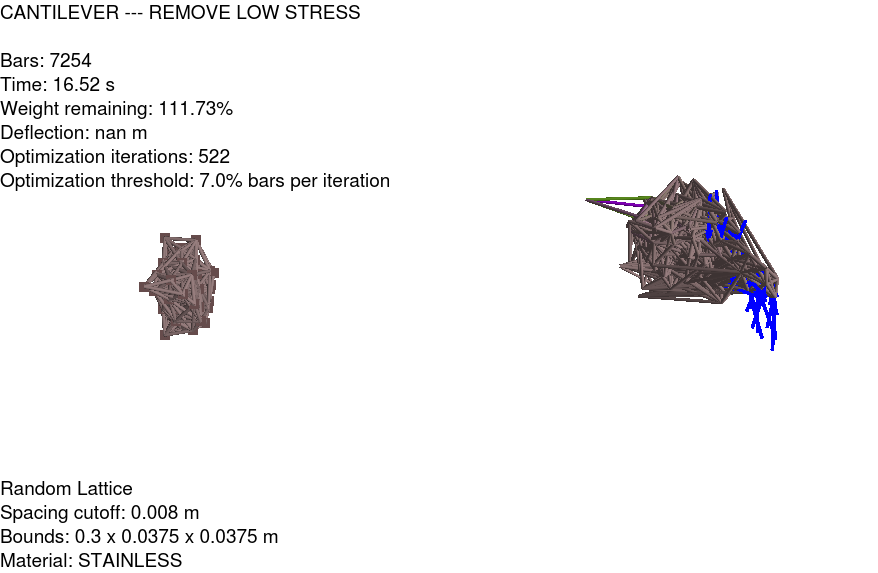 CANTILEVER --- REMOVE LOW STRESS
Bars: 7254
Time: 16.52 s
Weight remaining: 111.73%
Deflection: nan m
Optimization iterations: 522
Optimization threshold: 7.0% bars per iteration
Random Lattice
Spacing cutoff: 0.008 m
Bounds: 0.3 x 0.0375 x 0.0375 m
Material: STAINLESS